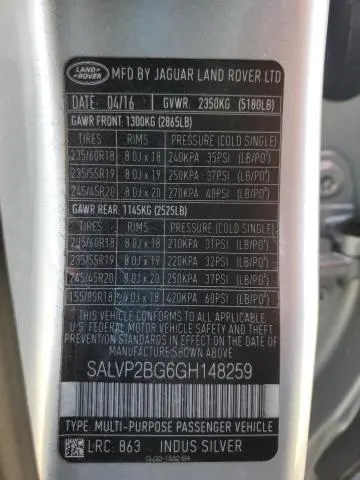 LAND-
ROVER
MFD BY JAGUAR LAND ROVER LTD
DATE: 04/16 GVWR: 2350KG (5180LB)
GAWR FRONT: 1300KG (2865LB)
TIRES RIMS PRESSURE (COLD SINGLE)
235/60R18 8.0J x 18 240KPA 35PSI (LB/PO²)
235/55R19 8.0J x 19 250KPA 37PSI (LB/PO²)
245/45R20 8.0J x 20 270KPA 40PSI (LB/PO²)
GAWR REAR: 1145KG (2525LB)
TIRES RIMS PRESSURE (COLD SINGLE)
235/60R18 8.0J x 18 210KPA 31PSI (LB/PO²)
235/55R19 8.0J x 19 220KPA 32PSI (LB/PO²)
245/45R20 8.0J x 20 250KPA 37PSI (LB/PO²)
155/85R18 4.0J x 18 420KPA 60PSI (LB/PO²)
THIS VEHICLE CONFORMS TO ALL APPLICABLE
U.S. FEDERAL MOTOR VEHICLE SAFETY, BUMPER AND THEFT
PREVENTION STANDARDS IN EFFECT ON THE DATE OF
MANUFACTURE SHOWN ABOVE.
SALVP2BG6GH148259
TYPE: MULTI-PURPOSE PASSENGER VEHICLE
LRC: 863 INDUS SILVER
GJ32-1532-BA